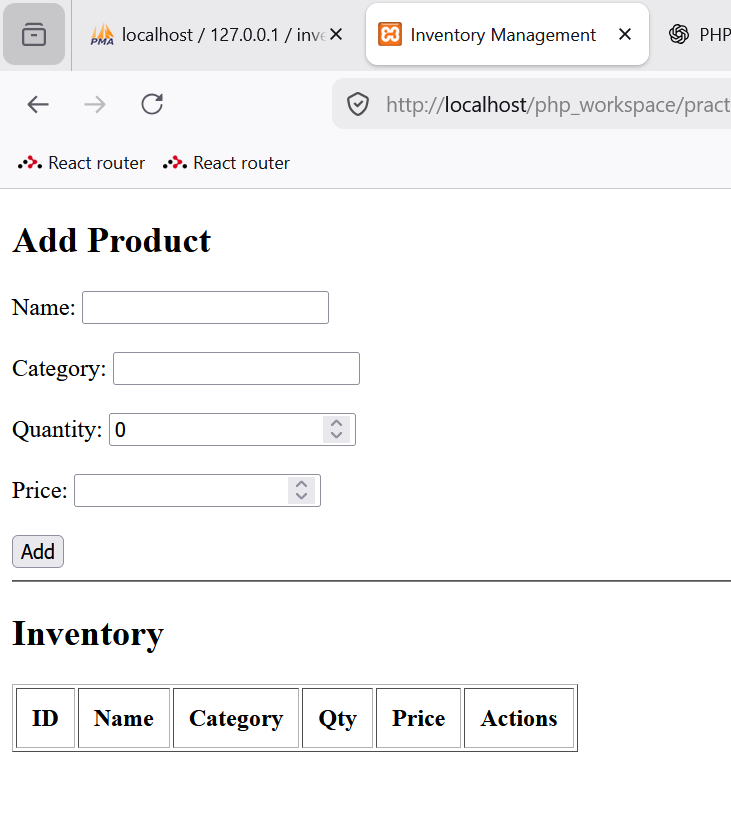 PMA localhost / 127.0.0.1 / inve Inventory Management PHP
http://localhost/php_workspace/pract
React router React router
Add Product
Name:
Category:
Quantity: 0
Price:
Add
Inventory
ID Name Category Qty Price Actions